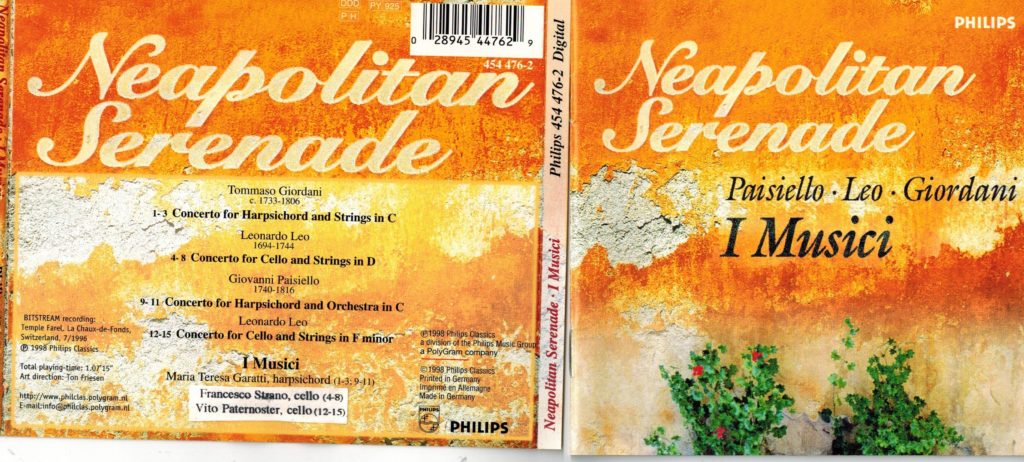 DDD PY 925
P H
0 28945 44762 9
454 476-2
Neapolitan
Serenade
Tommaso Giordani
c. 1733-1806
1-3 Concerto for Harpsichord and Strings in C
Leonardo Leo
1694-1744
4-8 Concerto for Cello and Strings in D
Giovanni Paisiello
1740-1816
9-11 Concerto for Harpsichord and Orchestra in C
Leonardo Leo
12-15 Concerto for Cello and Strings in F minor
I Musici
Maria Teresa Garatti, harpsichord (1-3; 9-11)
Francesco Strano, cello (4-8)
Vito Paternoster, cello (12-15)
BITSTREAM recording:
Temple Farel, La Chaux-de-Fonds,
Switzerland, 7/1996
℗ 1998 Philips Classics
Total playing-time: 1.07'15"
Art direction: Ton Friesen
http://www.philclas.polygram.nl
E-mail:info@philclas.polygram.nl
℗1998 Philips Classics
a division of the Philips Music Group
a PolyGram company
©1998 Philips Classics
Printed in Germany
Imprimé en Allemagne
Made in Germany
PHILIPS
PHILIPS
Neapolitan Serenade · I Musici
Philips 454 476-2 Digital
PHILIPS
Neapolitan
Serenade
Paisiello · Leo · Giordani
I Musici